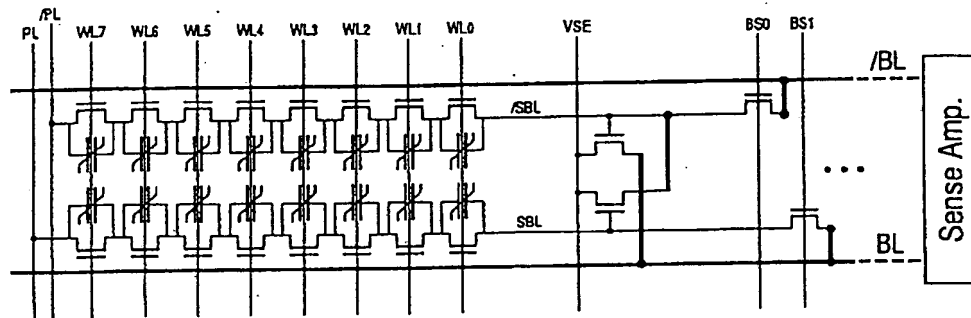 /PL
PL WL7 WL6 WL5 WL4 WL3 WL2 WL1 WL0 VSE BS0 BS1
/BL
/SBL
SBL
BL
Sense Amp.